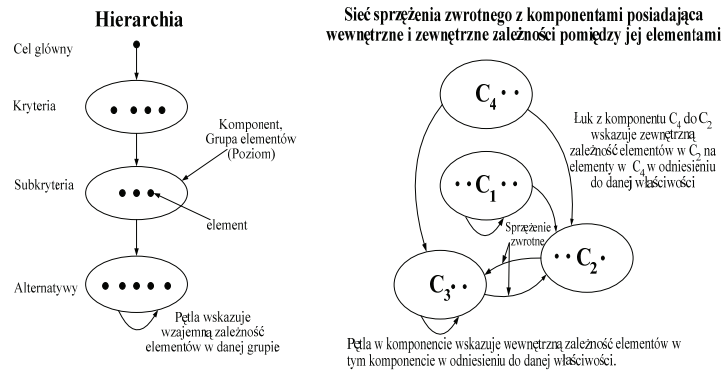 Hierarchia
Cel główny
Kryteria
Komponent,
Grupa elementów
(Poziom)
Subkryteria
element
Alternatywy
Pętla wskazuje
wzajemną zależność
elementów w danej grupie
Sieć sprzężenia zwrotnego z komponentami posiadająca
wewnętrzne i zewnętrzne zależności pomiędzy jej elementami
C4
Łuk z komponentu C4 do C2
wskazuje zewnętrzną
zależność elementów w C2 na
elementy w C4 w odniesieniu
do danej właściwości
C1
Sprzężenie
zwrotne
C2
C3
Pętla w komponencie wskazuje wewnętrzną zależność elementów w
tym komponencie w odniesieniu do danej właściwości.